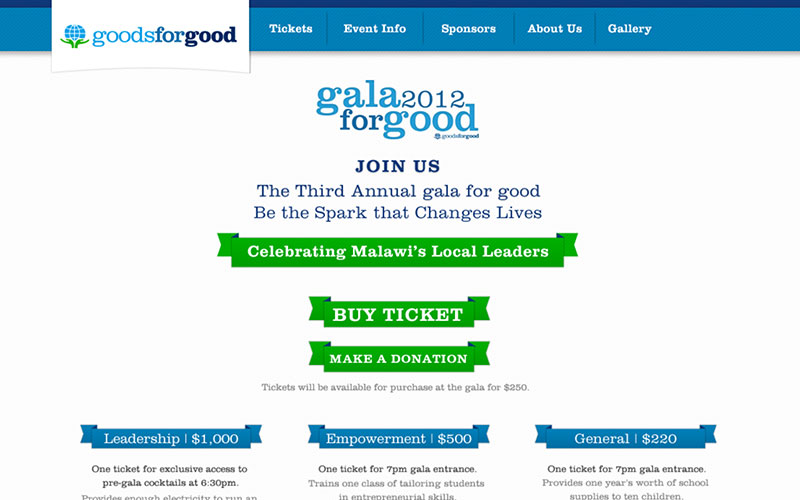 goodsforgood
Tickets
Event Info
Sponsors
About Us
Gallery
gala2012
forgood
goodsforgood
JOIN US
The Third Annual gala for good
Be the Spark that Changes Lives
Celebrating Malawi's Local Leaders
BUY TICKET
MAKE A DONATION
Tickets will be available for purchase at the gala for $250.
Leadership | $1,000
One ticket for exclusive access to
pre-gala cocktails at 6:30pm.
Provides enough electricity to run an
Empowerment | $500
One ticket for 7pm gala entrance.
Trains one class of tailoring students
in entrepreneurial skills.
General | $220
One ticket for 7pm gala entrance.
Provides one year's worth of school
supplies to ten children.